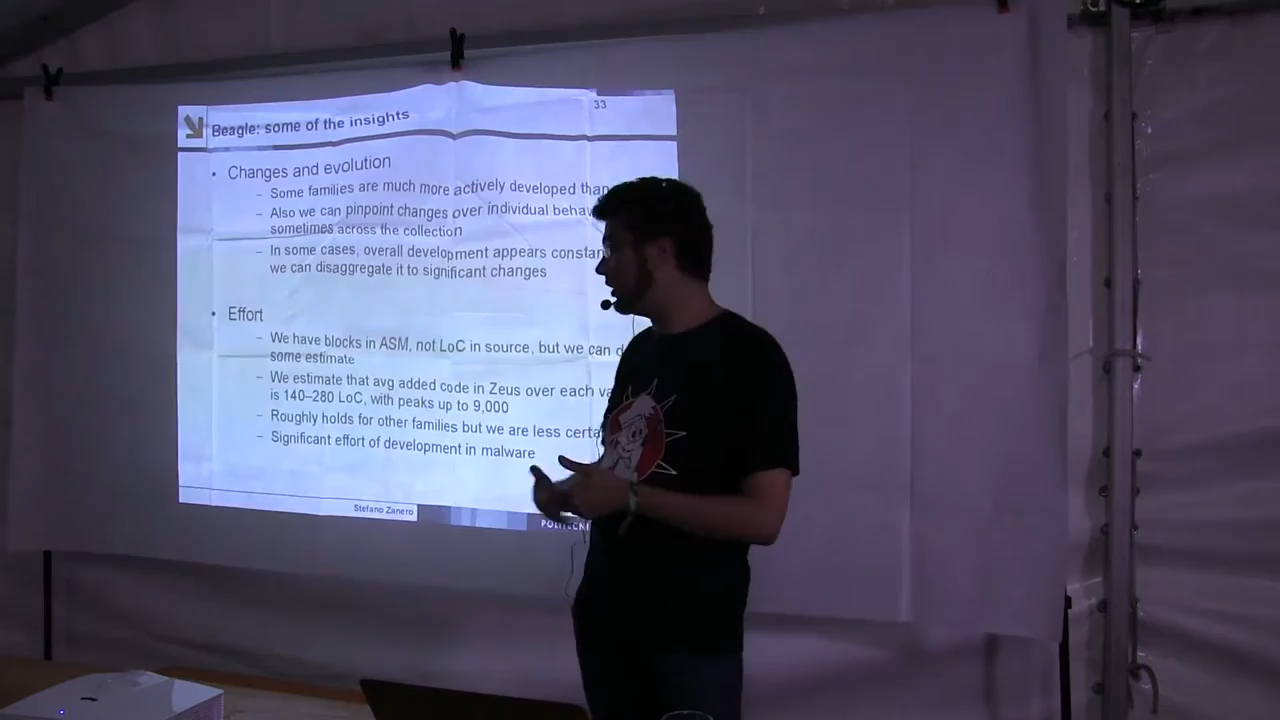 33
Beagle: some of the insights
• Changes and evolution
– Some families are much more actively developed than
– Also we can pinpoint changes over individual
sometimes across the collection
– In some cases, overall development appears
we can disaggregate it to significant changes
• Effort
– We have blocks in ASM, not LoC in source, but we can
some estimate
– We estimate that avg added code in Zeus over each
is 140–280 LoC, with peaks up to 9,000
– Roughly holds for other families but we are less
– Significant effort of development in malware
Stefano Zanero